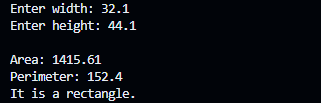 Enter width: 32.1
Enter height: 44.1
Area: 1415.61
Perimeter: 152.4
It is a rectangle.